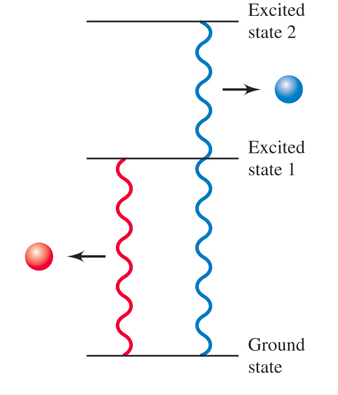 Excited
state 2
Excited
state 1
Ground
state